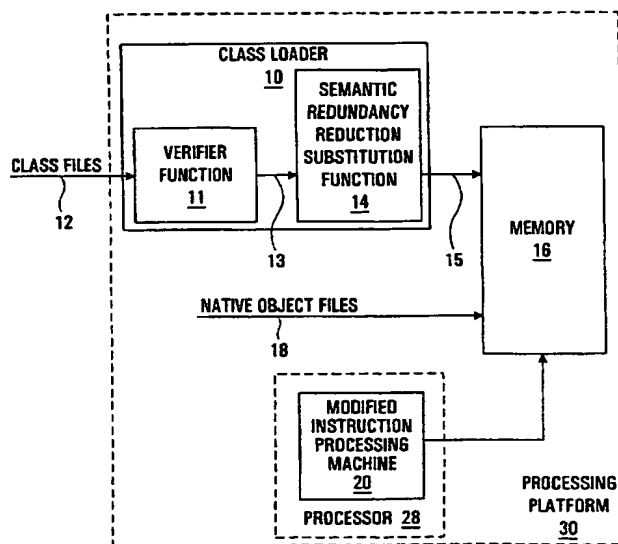 CLASS LOADER
10
SEMANTIC
REDUNDANCY
REDUCTION
SUBSTITUTION
FUNCTION
14
VERIFIER
FUNCTION
11
CLASS FILES
12
13
15
MEMORY
16
NATIVE OBJECT FILES
18
MODIFIED
INSTRUCTION
PROCESSING
MACHINE
20
PROCESSOR 28
PROCESSING
PLATFORM
30